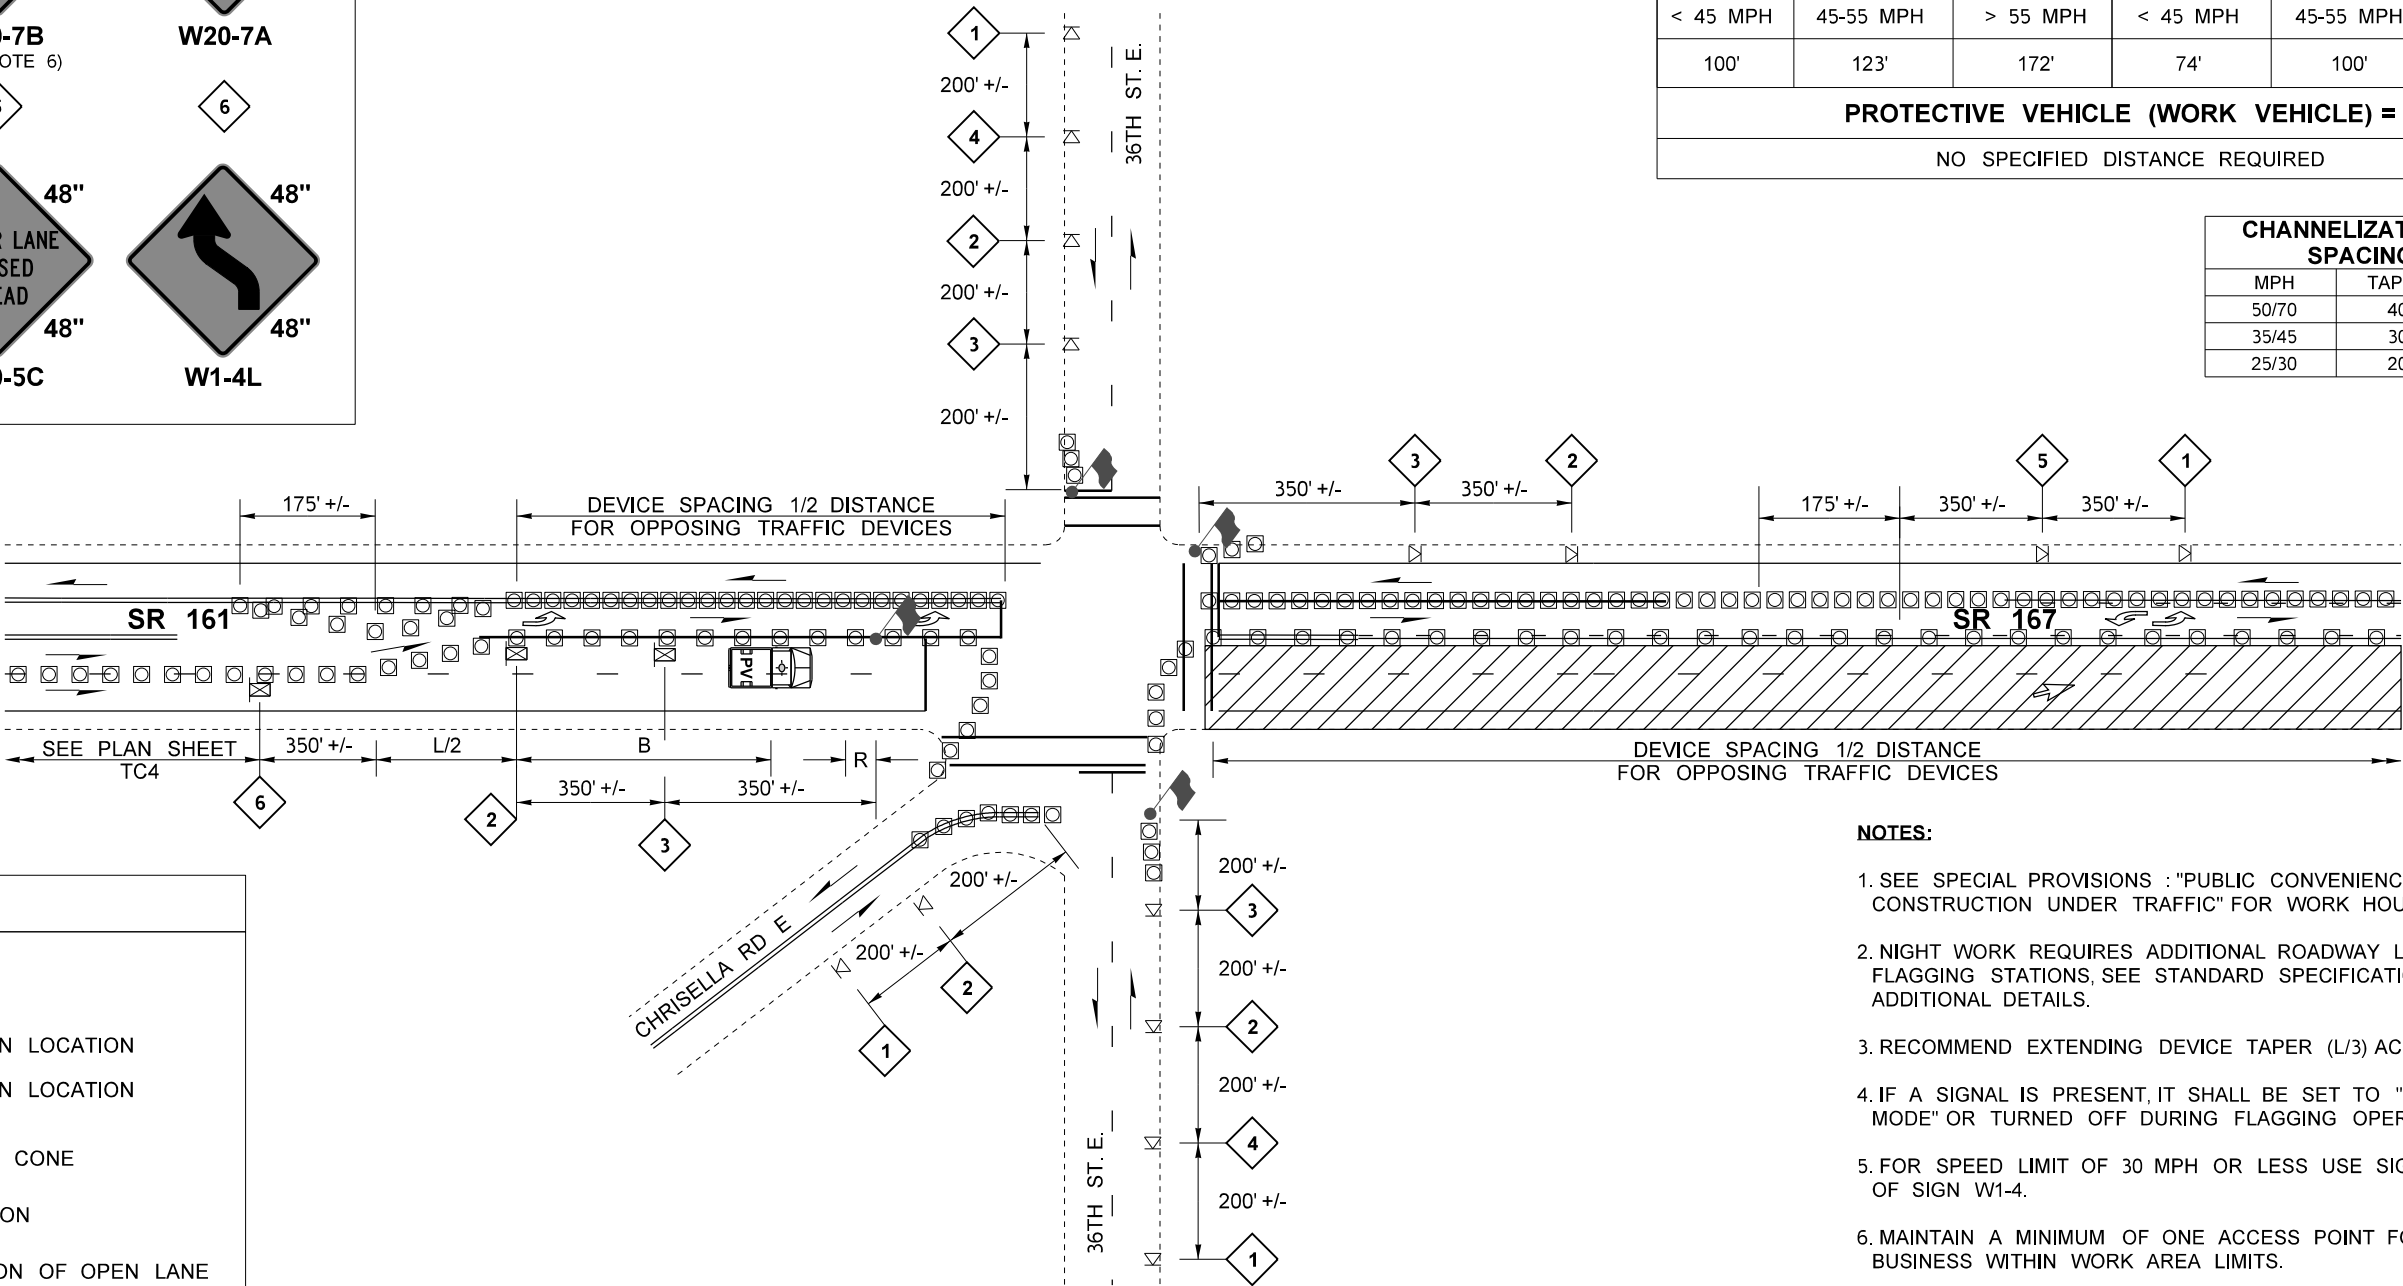 -7B
W20-7A
OTE 6)
6
48"
48"
LANE
SED
EAD
48"
48"
-5C
W1-4L
< 45 MPH
45-55 MPH
> 55 MPH
< 45 MPH
45-55 MPH
100'
123'
172'
74'
100'
PROTECTIVE VEHICLE (WORK VEHICLE) =
NO SPECIFIED DISTANCE REQUIRED
CHANNELIZAT
SPACING
MPH
TAP
50/70
40
35/45
30
25/30
20
1
200' +/-
4
200' +/-
2
200' +/-
3
200' +/-
36TH ST. E.
175' +/-
DEVICE SPACING 1/2 DISTANCE
FOR OPPOSING TRAFFIC DEVICES
3
2
5
1
350' +/-
350' +/-
175' +/-
350' +/-
350' +/-
SR 161
SR 167
PV
SEE PLAN SHEET
TC4
350' +/-
L/2
B
R
350' +/-
350' +/-
6
2
3
DEVICE SPACING 1/2 DISTANCE
FOR OPPOSING TRAFFIC DEVICES
200' +/-
200' +/-
CHRISELLA RD E
2
1
200' +/-
3
200' +/-
2
200' +/-
4
200' +/-
1
36TH ST. E.
N LOCATION
N LOCATION
CONE
ON
ON OF OPEN LANE
NOTES:
1. SEE SPECIAL PROVISIONS : "PUBLIC CONVENIENC
CONSTRUCTION UNDER TRAFFIC" FOR WORK HOU
2. NIGHT WORK REQUIRES ADDITIONAL ROADWAY L
FLAGGING STATIONS, SEE STANDARD SPECIFICATI
ADDITIONAL DETAILS.
3. RECOMMEND EXTENDING DEVICE TAPER (L/3) AC
4. IF A SIGNAL IS PRESENT, IT SHALL BE SET TO "
MODE" OR TURNED OFF DURING FLAGGING OPER
5. FOR SPEED LIMIT OF 30 MPH OR LESS USE SIG
OF SIGN W1-4.
6. MAINTAIN A MINIMUM OF ONE ACCESS POINT FO
BUSINESS WITHIN WORK AREA LIMITS.